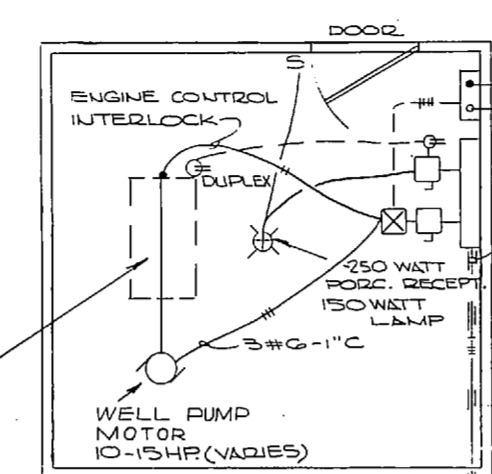 DOOR
S
ENGINE CONTROL
INTERLOCK
DUPLEX
250 WATT
PORC. RECEPT.
150 WATT
LAMP
3#6-1"C
WELL PUMP
MOTOR
10-15HP.(VARIES)